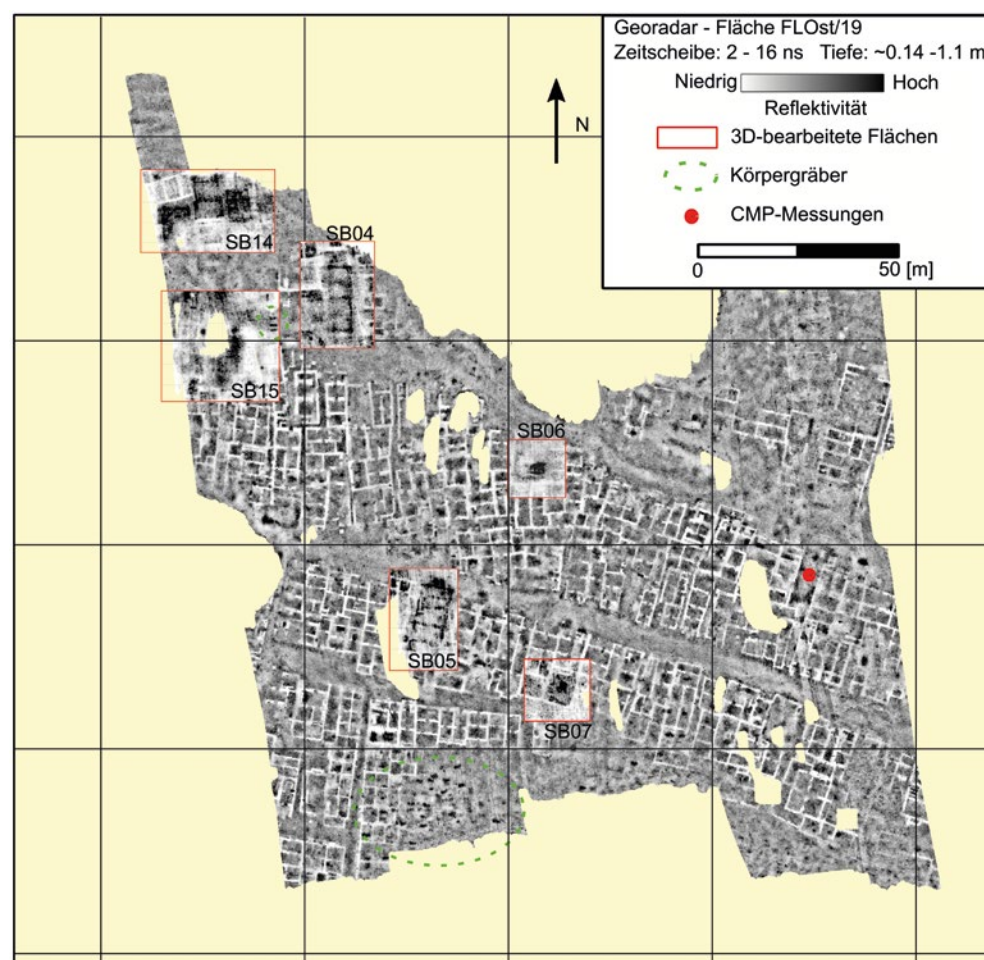 Georadar - Fläche FLOst/19
Zeitscheibe: 2 - 16 ns Tiefe: ~0.14 -1.1 m
Niedrig Hoch
Reflektivität
3D-bearbeitete Flächen
Körpergräber
CMP-Messungen
0 50 [m]
N
SB14
SB04
SB15
SB06
SB05
SB07